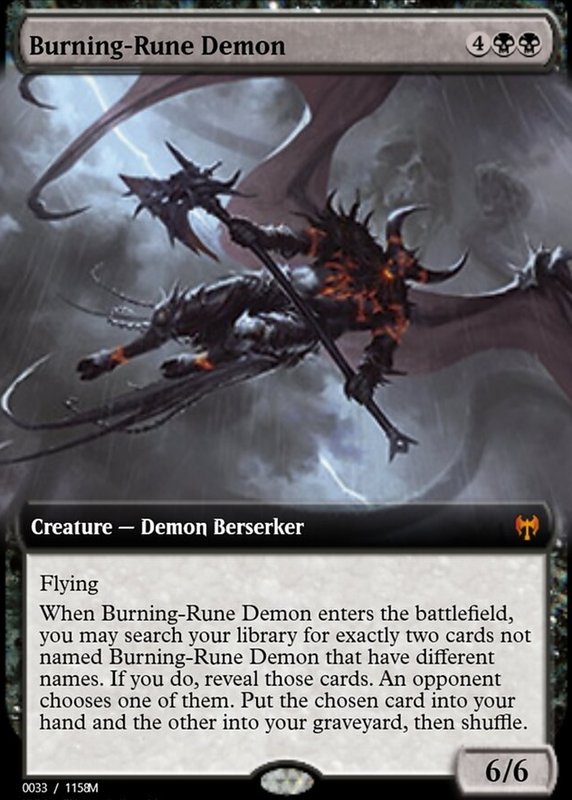 Burning-Rune Demon
4
Creature — Demon Berserker
Flying
When Burning-Rune Demon enters the battlefield,
you may search your library for exactly two cards not
named Burning-Rune Demon that have different
names. If you do, reveal those cards. An opponent
chooses one of them. Put the chosen card into your
hand and the other into your graveyard, then shuffle.
6/6
0033 / 1158M